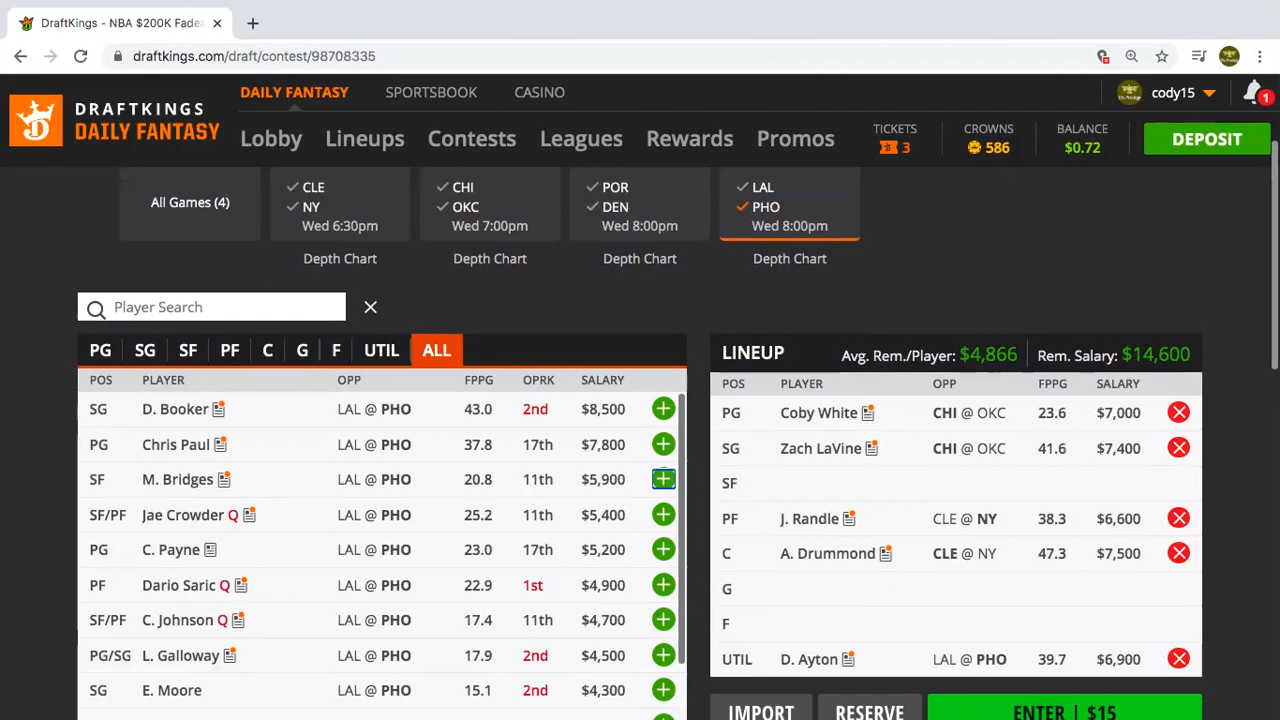 DraftKings - NBA $200K Fade
draftkings.com/draft/contest/98708335
DRAFTKINGS
DAILY FANTASY
DAILY FANTASY SPORTSBOOK CASINO
cody15
1
Lobby Lineups Contests Leagues Rewards Promos
TICKETS CROWNS BALANCE
3 586 $0.72
DEPOSIT
All Games (4)
CLE
NY
Wed 6:30pm
CHI
OKC
Wed 7:00pm
POR
DEN
Wed 8:00pm
LAL
PHO
Wed 8:00pm
Depth Chart Depth Chart Depth Chart Depth Chart
Player Search
PG SG SF PF C G F UTIL ALL
POS PLAYER OPP FPPG OPRK SALARY
SG D. Booker LAL @ PHO 43.0 2nd $8,500
PG Chris Paul LAL @ PHO 37.8 17th $7,800
SF M. Bridges LAL @ PHO 20.8 11th $5,900
SF/PF Jae Crowder Q LAL @ PHO 25.2 11th $5,400
PG C. Payne LAL @ PHO 23.0 17th $5,200
PF Dario Saric Q LAL @ PHO 22.9 1st $4,900
SF/PF C. Johnson Q LAL @ PHO 17.4 11th $4,700
PG/SG L. Galloway LAL @ PHO 17.9 2nd $4,500
SG E. Moore LAL @ PHO 15.1 2nd $4,300
LINEUP Avg. Rem./Player: $4,866 Rem. Salary: $14,600
POS PLAYER OPP FPPG SALARY
PG Coby White CHI @ OKC 23.6 $7,000
SG Zach LaVine CHI @ OKC 41.6 $7,400
SF
PF J. Randle CLE @ NY 38.3 $6,600
C A. Drummond CLE @ NY 47.3 $7,500
G
F
UTIL D. Ayton LAL @ PHO 39.7 $6,900
IMPORT RESERVE ENTER | $15